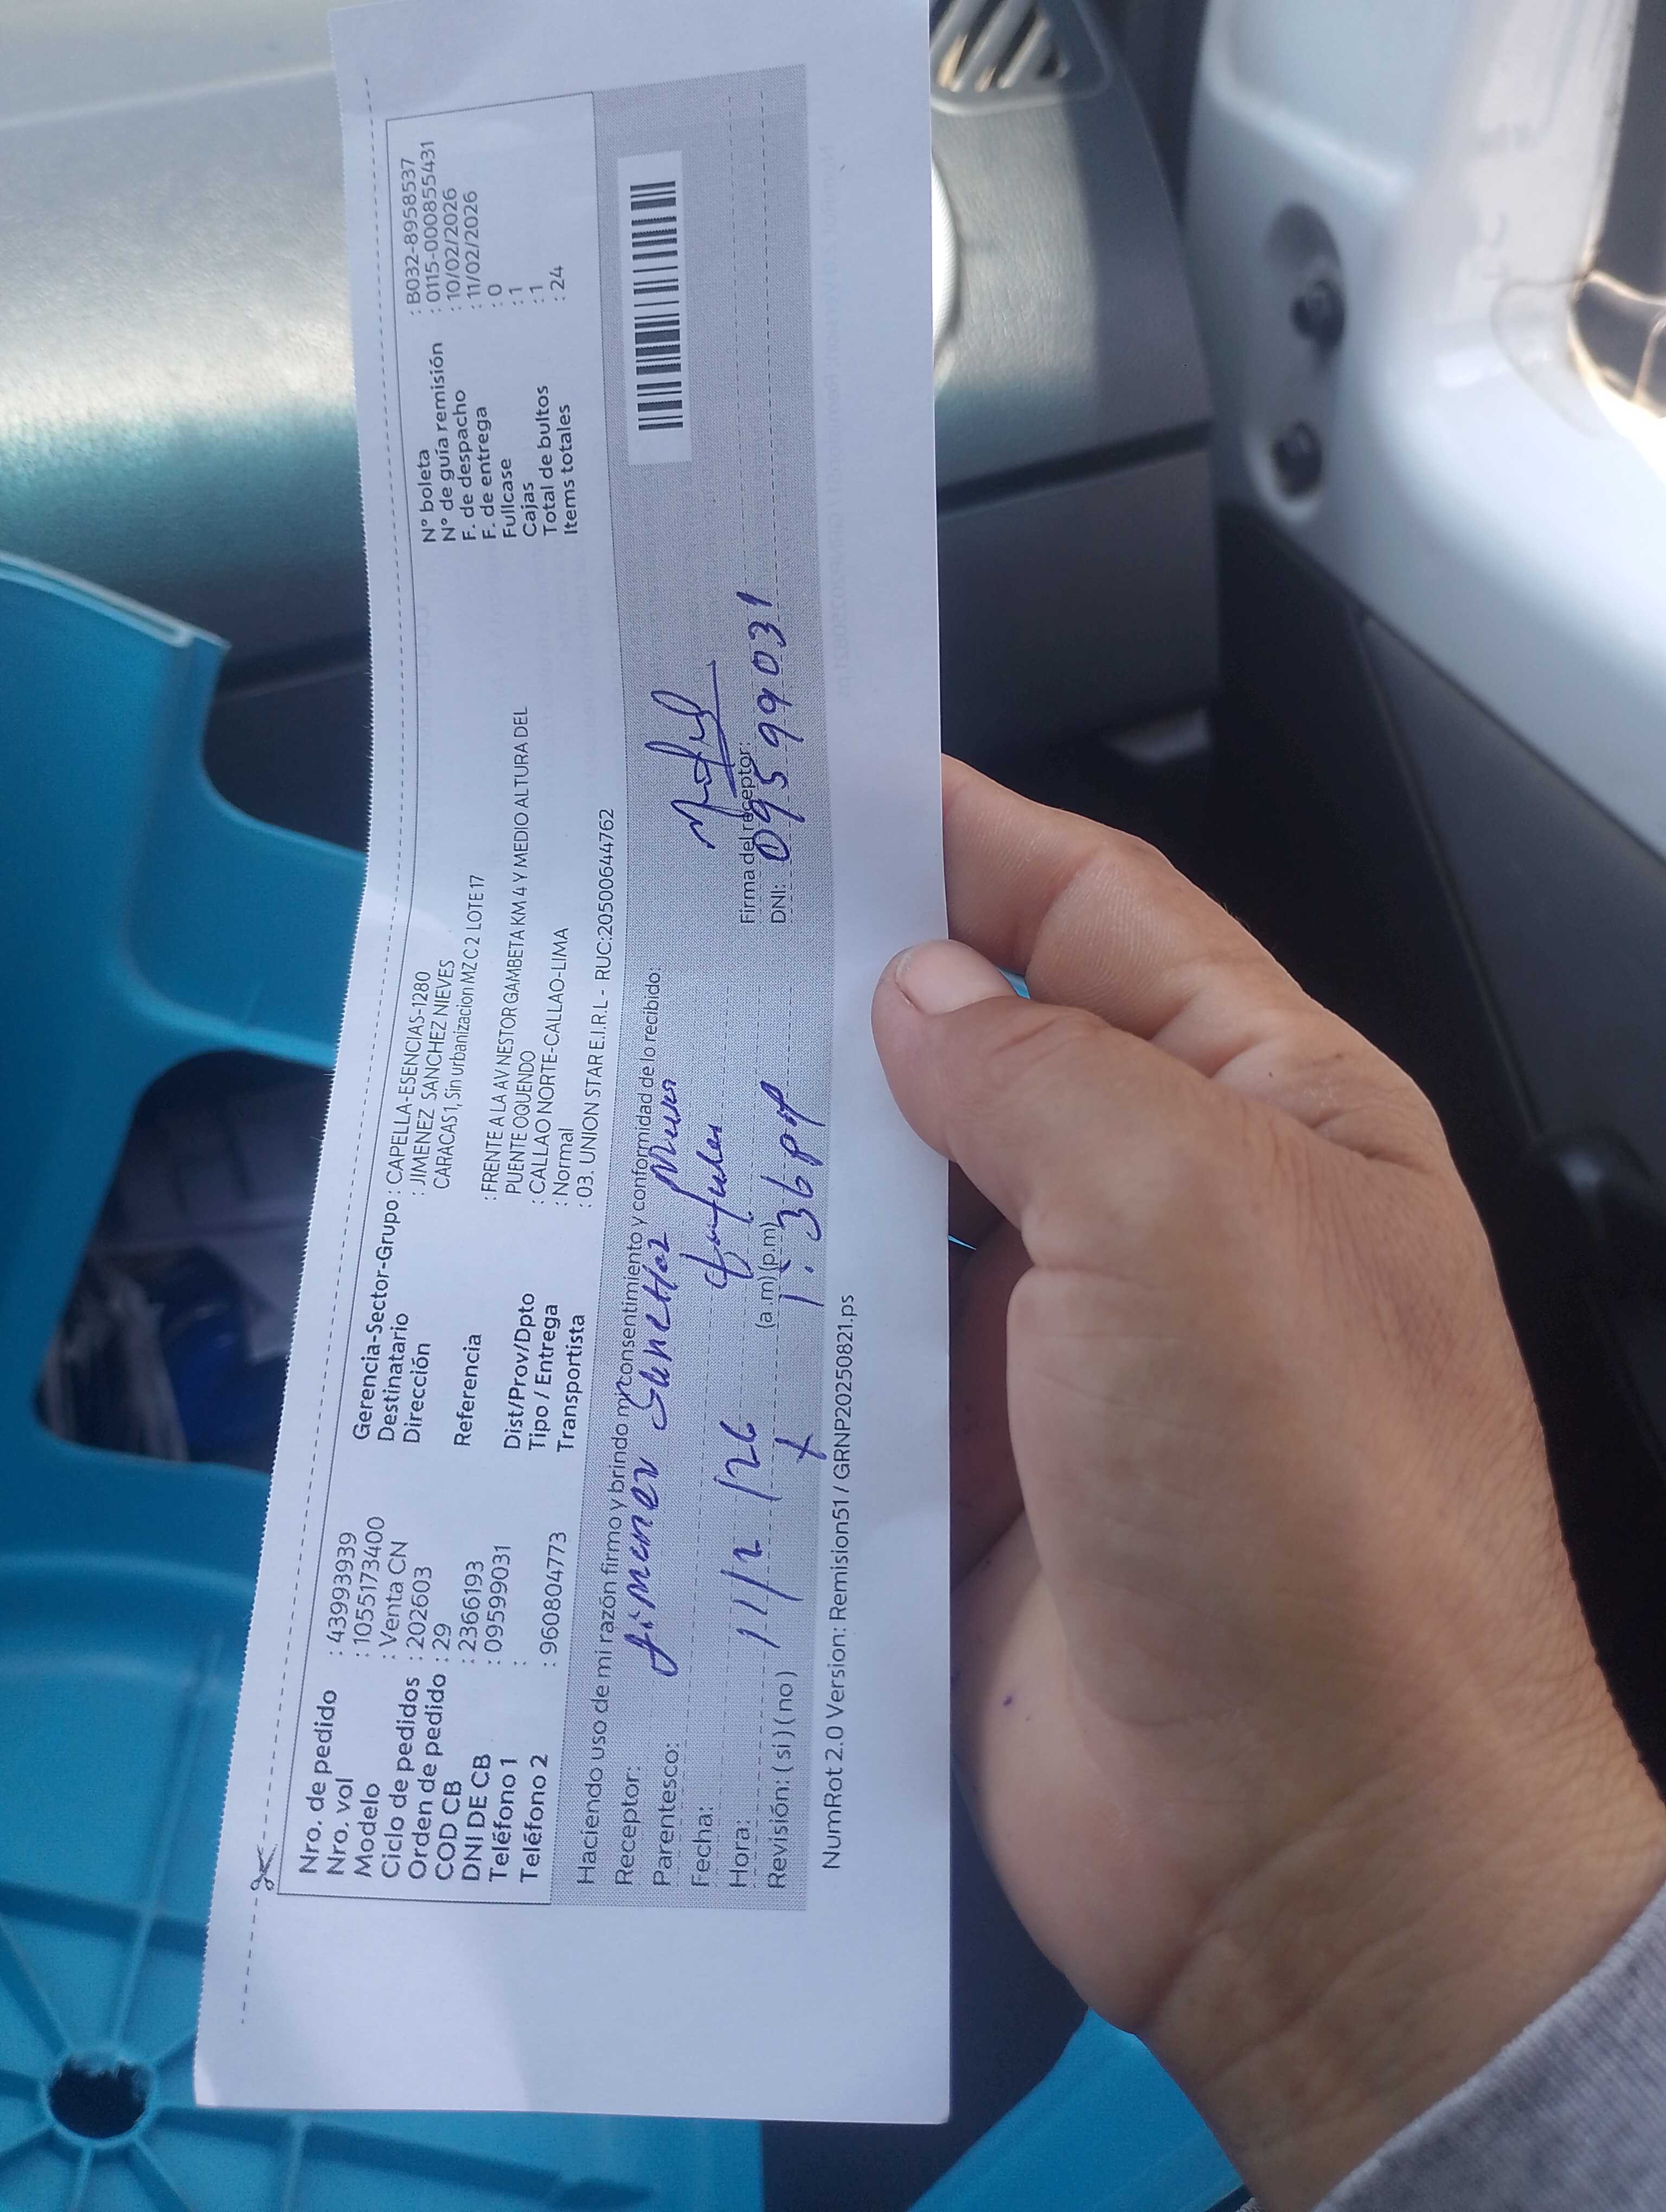 Nro. de pedido : 43993939
Nro. vol : 1055173400
Modelo : Venta CN
Ciclo de pedidos : 202603
Orden de pedido : 29
COD CB : 2366193
DNI DE CB : 09599031
Teléfono 1 :
Teléfono 2 : 960804773
Gerencia-Sector-Grupo : CAPELLA-ESENCIAS-1280
Destinatario : JIMENEZ SANCHEZ NIEVES
Dirección CARACAS 1, Sin urbanizacion MZ C2 LOTE 17
Referencia : FRENTE A LA AV NESTOR GAMBETA KM 4 Y MEDIO ALTURA DEL
PUENTE OQUENDO
Dist/Prov/Dpto : CALLAO NORTE-CALLAO-LIMA
Tipo / Entrega : Normal
Transportista : 03. UNION STAR E.I.R.L - RUC:20500644762
N° boleta : B032-8958537
N° de guía remisión : 0115-0000855431
F. de despacho : 10/02/2026
F. de entrega : 11/02/2026
Fullcase : 0
Cajas : 1
Total de bultos : 1
Items totales : 24
Haciendo uso de mi razón firmo y brindo mi consentimiento y conformidad de lo recibido.
Receptor: Jimenez Sanchez
Parentesco:
Fecha: 11/2/26
Hora: (a.m) (p.m) 1:36 pm
Revisión: ( si ) ( no )
Firma del receptor:
DNI: 09599031
NumRot 2.0 Version: Remision51 / GRNP20250821.ps